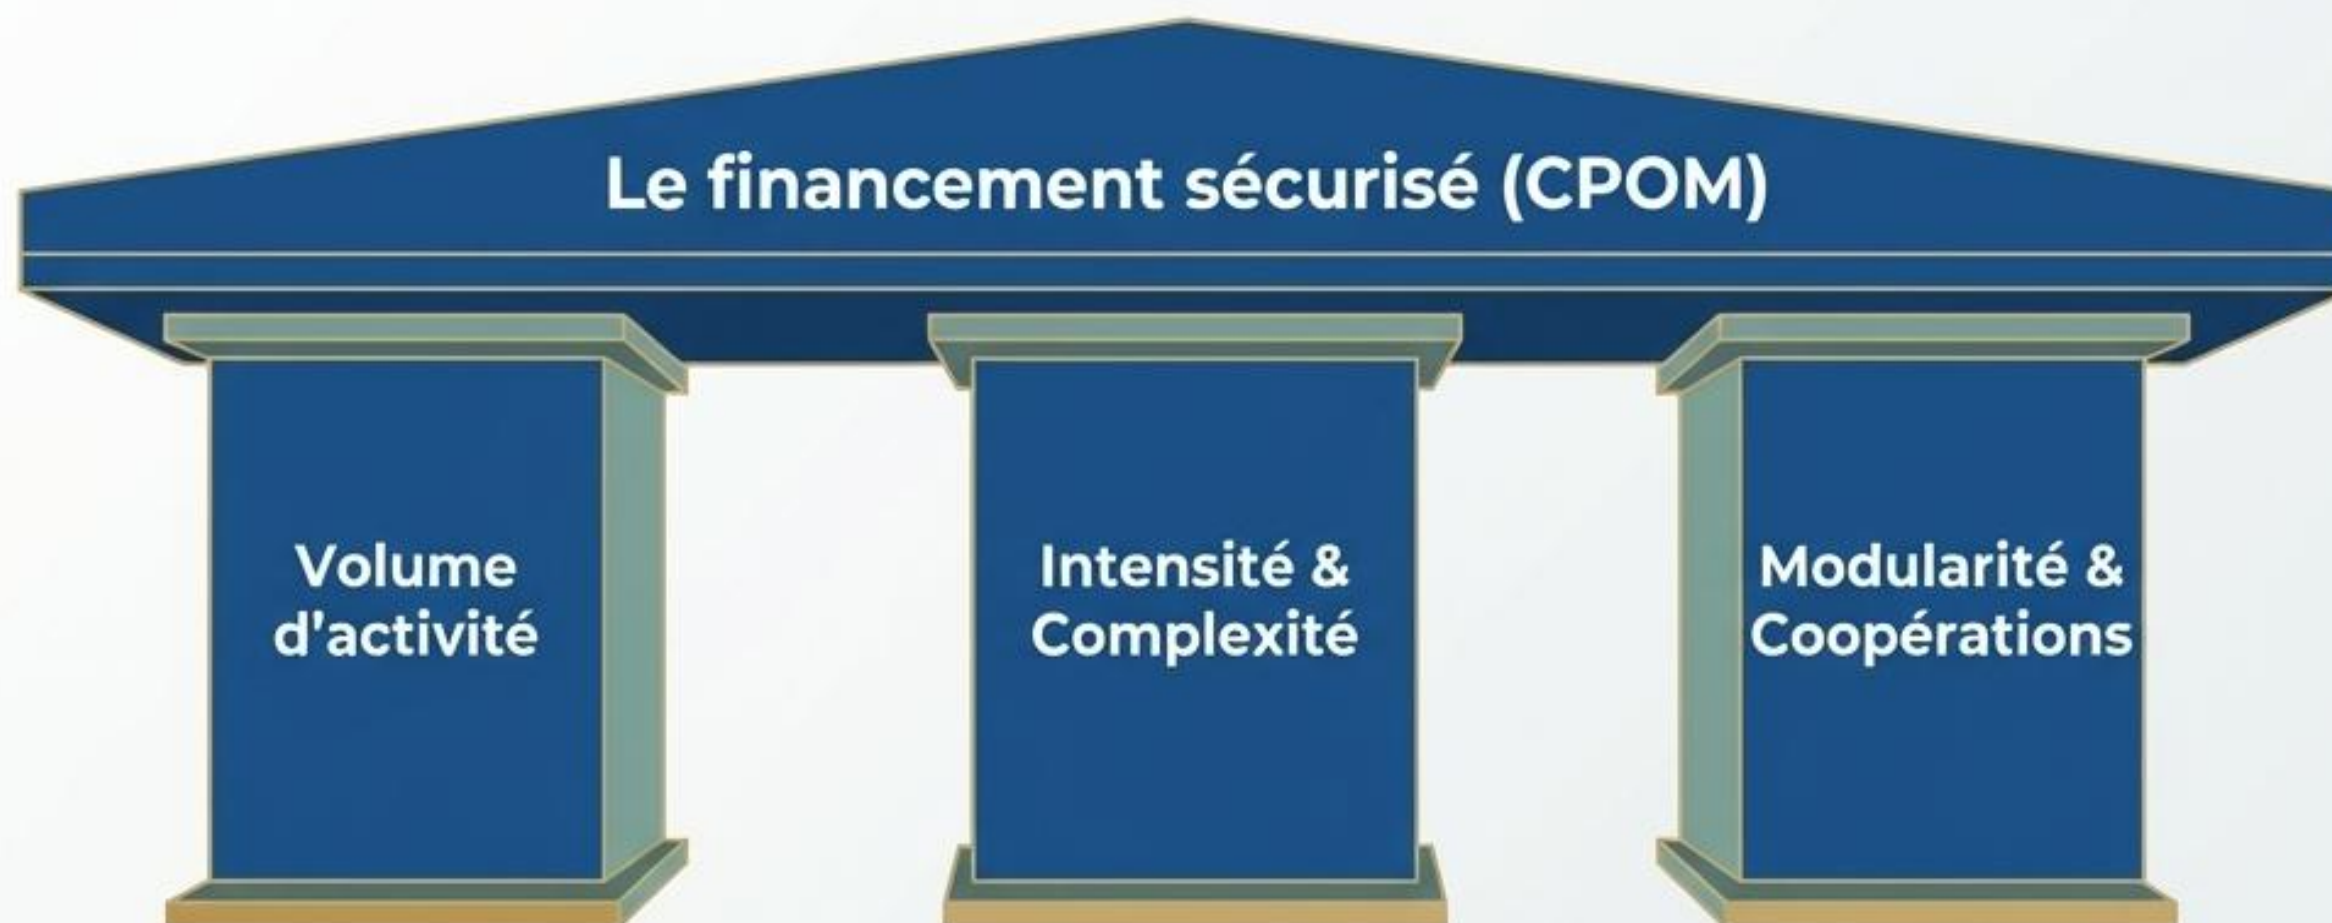 Le financement sécurisé (CPOM)
Volume
d'activité
Intensité &
Complexité
Modularité &
Coopérations